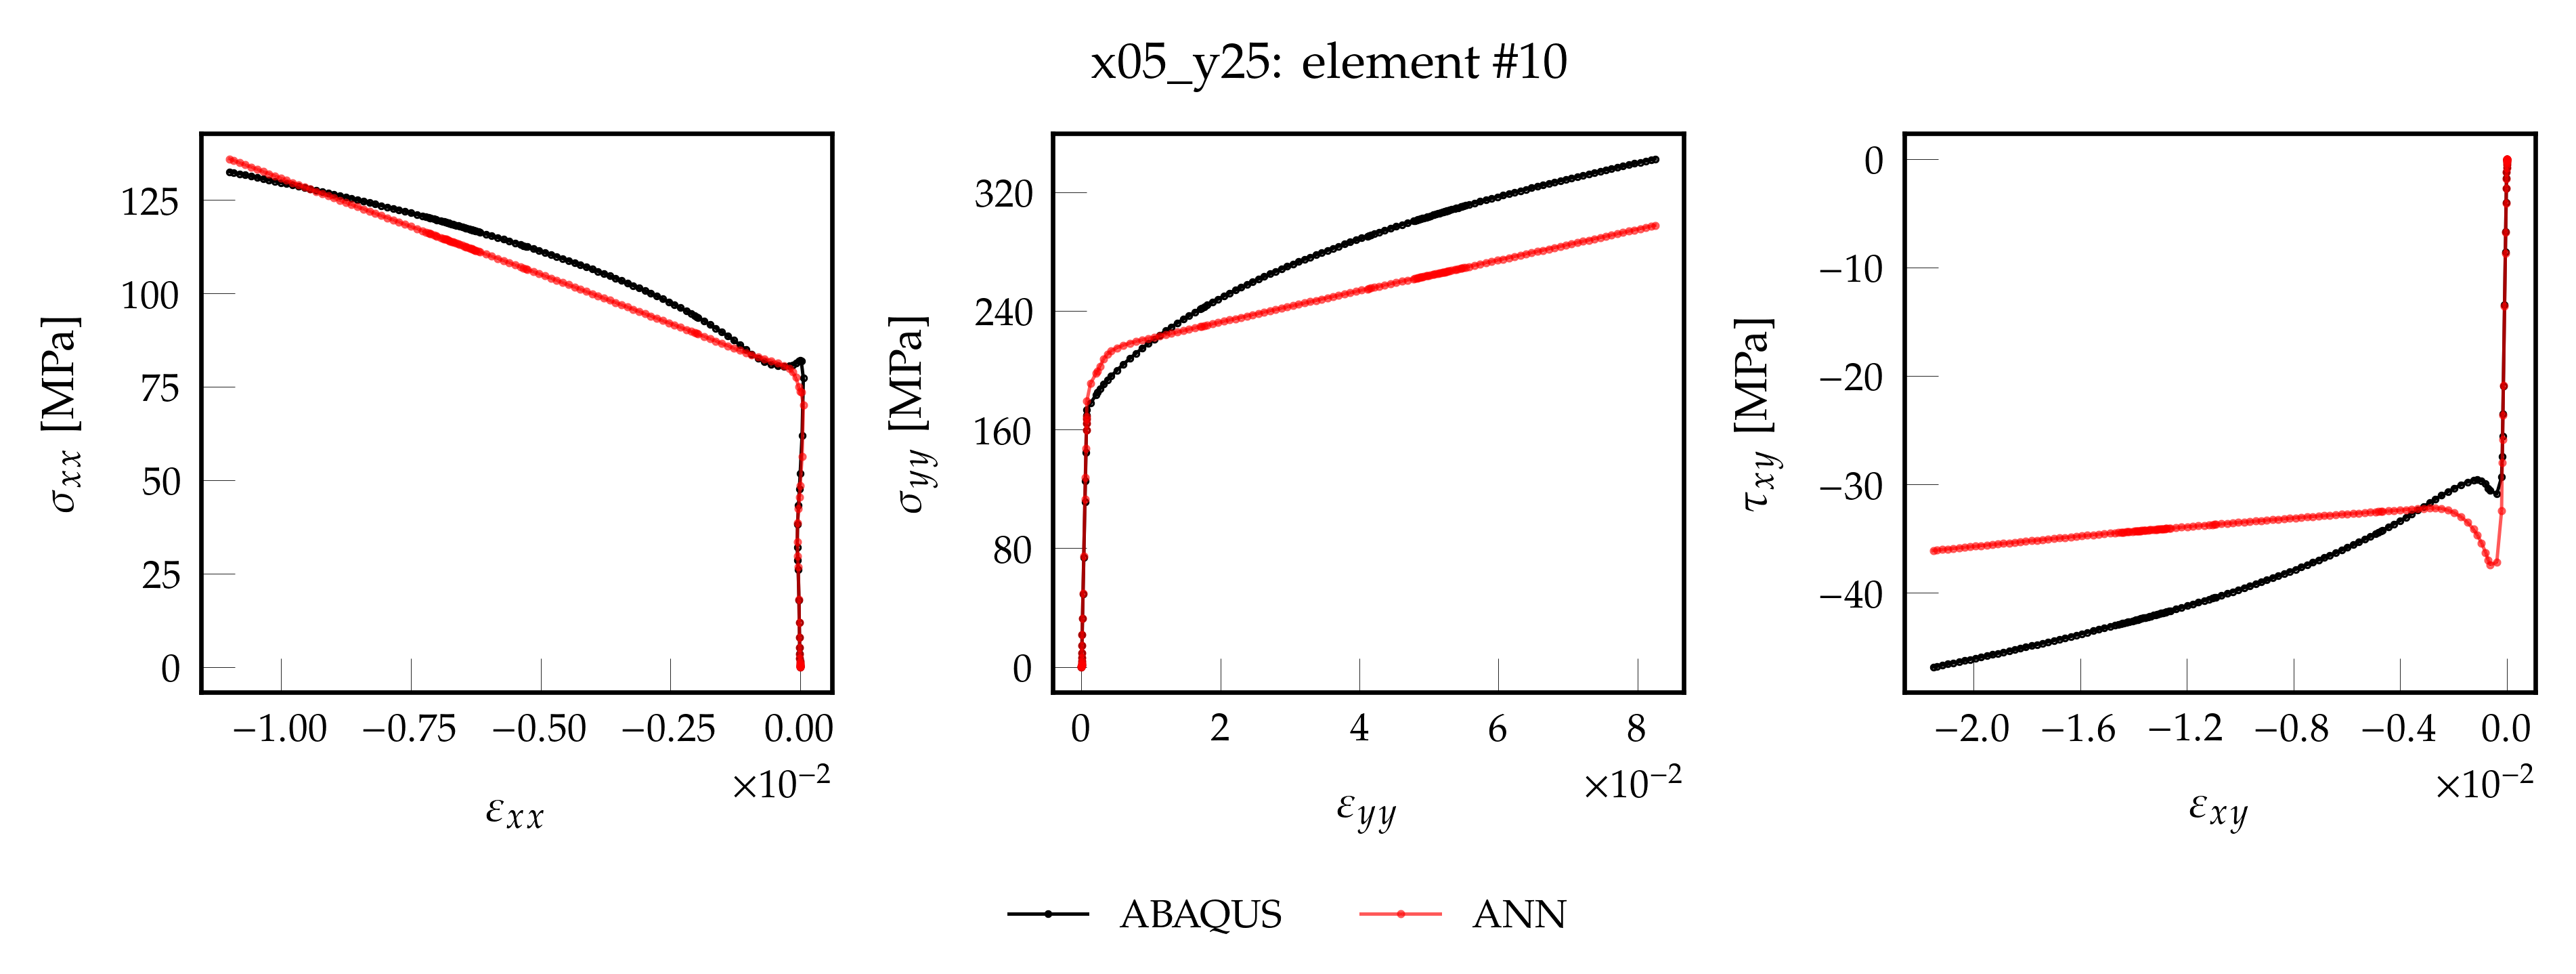 x05_y25: element #10
σxx [MPa]
125
100
75
50
25
0
−1.00 −0.75 −0.50 −0.25 0.00
×10−2
εxx
σyy [MPa]
320
240
160
80
0
0 2 4 6 8
×10−2
εyy
τxy [MPa]
0
−10
−20
−30
−40
−2.0 −1.6 −1.2 −0.8 −0.4 0.0
×10−2
εxy
ABAQUS ANN